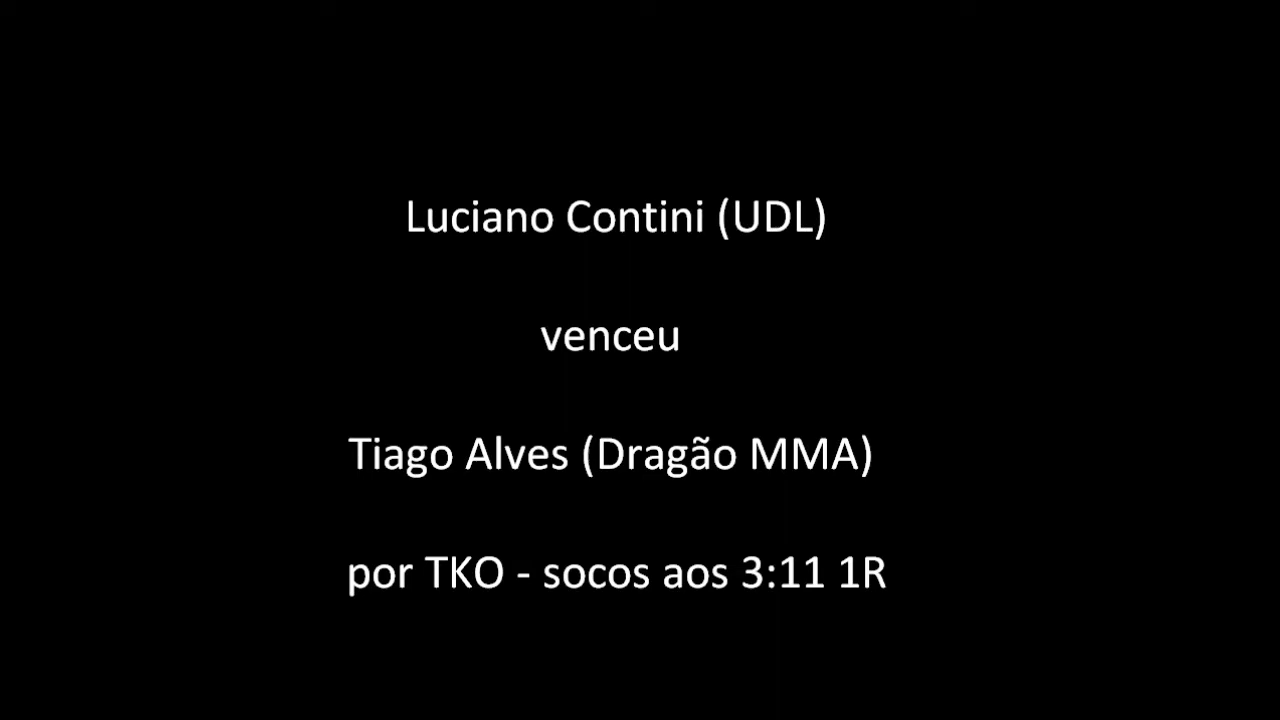 Luciano Contini (UDL)
venceu
Tiago Alves (Dragão MMA)
por TKO - socos aos 3:11 1R